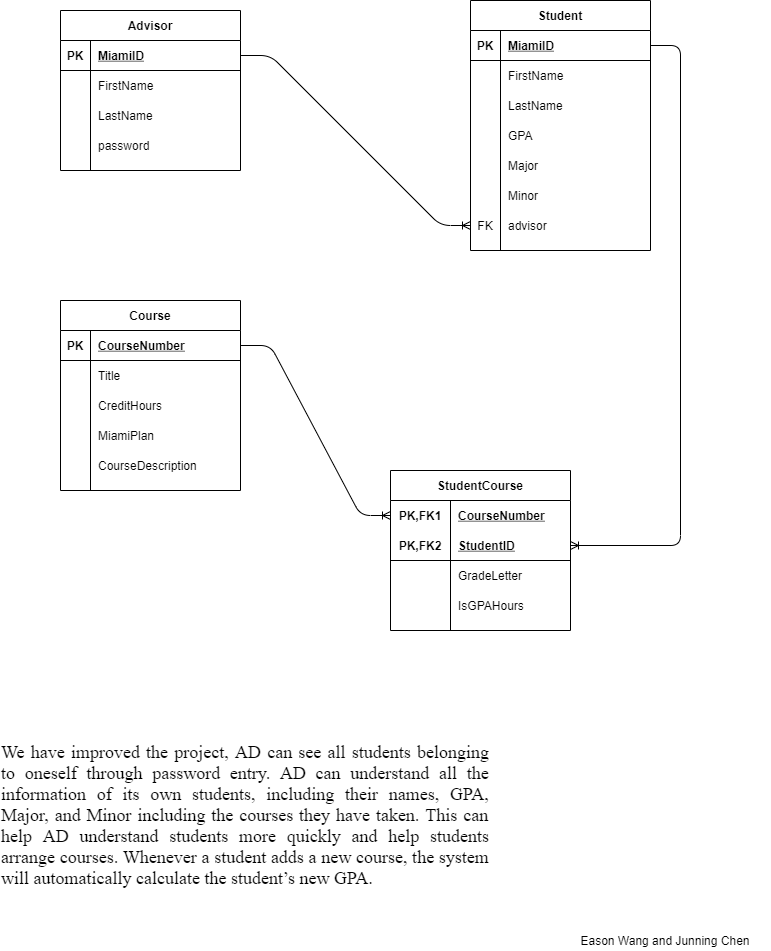 Advisor
PK MiamiID
FirstName
LastName
password
Student
PK MiamiID
FirstName
LastName
GPA
Major
Minor
FK advisor
Course
PK CourseNumber
Title
CreditHours
MiamiPlan
CourseDescription
StudentCourse
PK,FK1 CourseNumber
PK,FK2 StudentID
GradeLetter
IsGPAHours
We have improved the project, AD can see all students belonging
to oneself through password entry. AD can understand all the
information of its own students, including their names, GPA,
Major, and Minor including the courses they have taken. This can
help AD understand students more quickly and help students
arrange courses. Whenever a student adds a new course, the system
will automatically calculate the student’s new GPA.
Eason Wang and Junning Chen